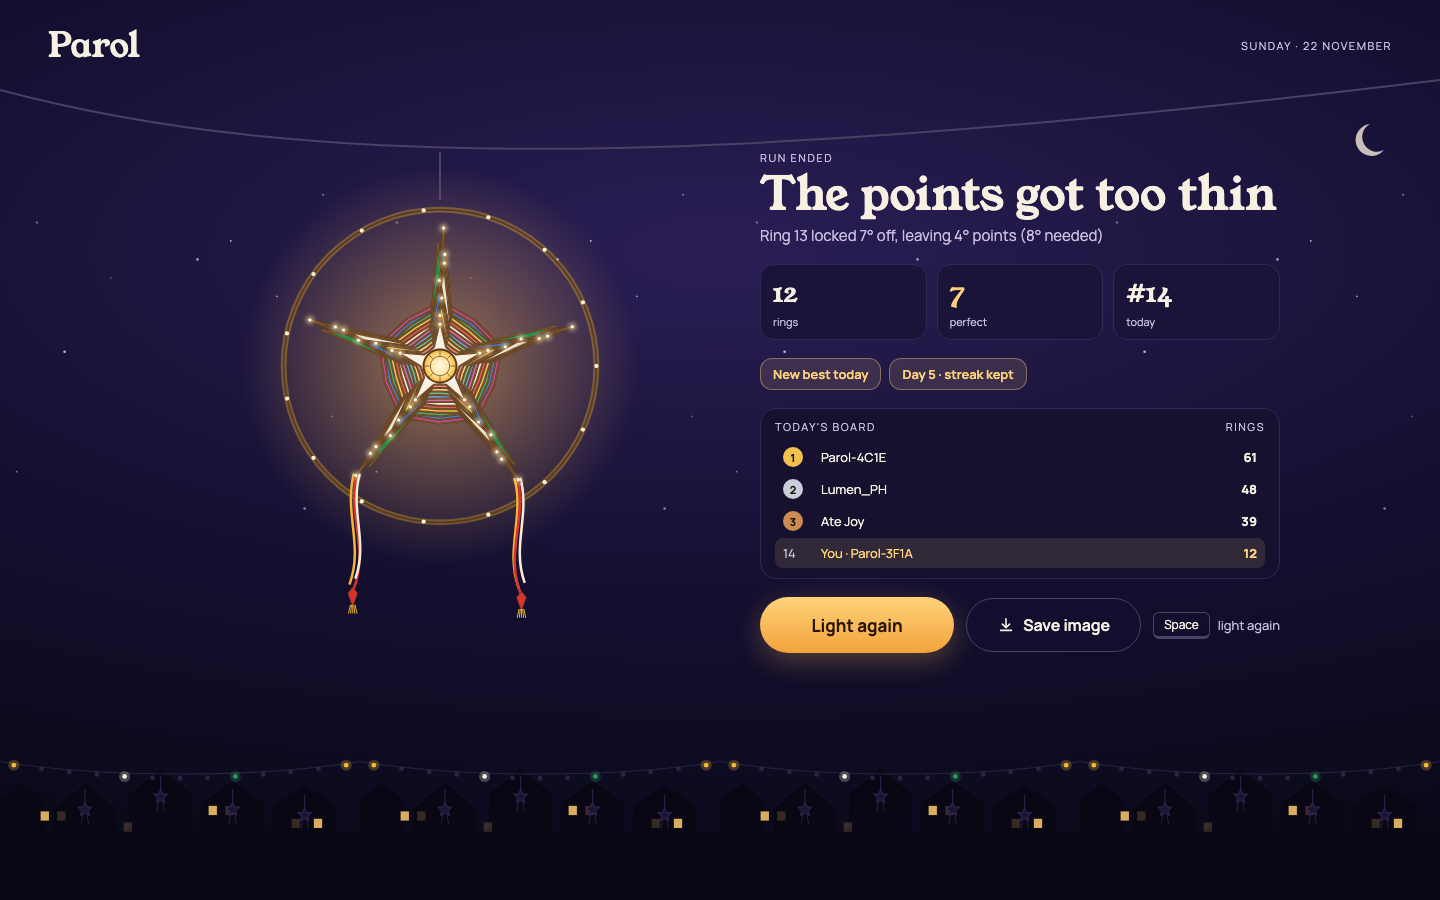 Parol
SUNDAY · 22 NOVEMBER
RUN ENDED
The points got too thin
Ring 13 locked 7° off, leaving 4° points (8° needed)
12
rings
7
perfect
#14
today
New best today
Day 5 · streak kept
TODAY'S BOARD RINGS
1 Parol-4C1E 61
2 Lumen_PH 48
3 Ate Joy 39
14 You · Parol-3F1A 12
Light again
Save image
Space light again